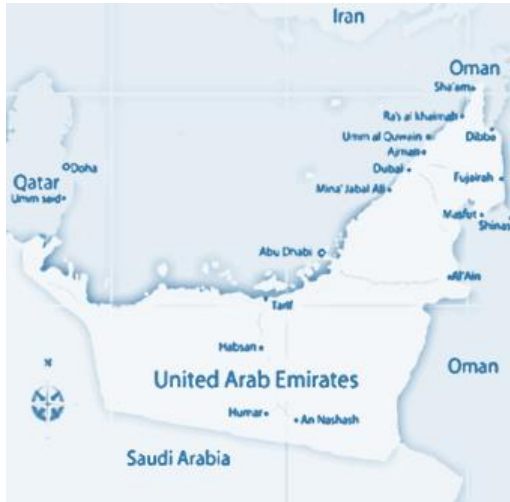 Iran
Oman
Sha'am
Ra's al khaimah
Umm al Quwain
Dibba
Ajman
Doha
Dubai
Qatar
Fujairah
Mina' Jabal Ali
Umm said
Masfut
Shinas
Abu Dhabi
Al'Ain
Tarif
Habsan
Oman
United Arab Emirates
Humar
An Nashash
Saudi Arabia